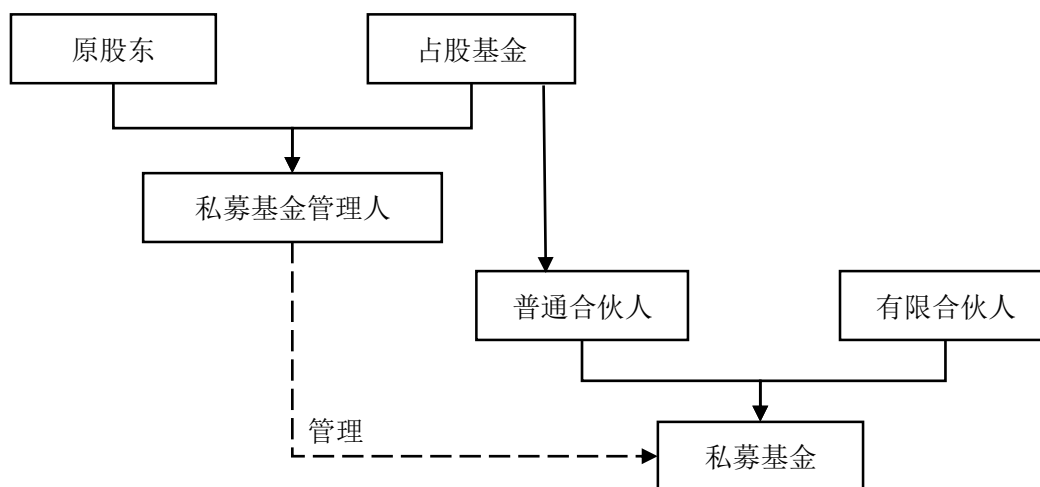 原股东
占股基金
私募基金管理人
普通合伙人
有限合伙人
管理
私募基金